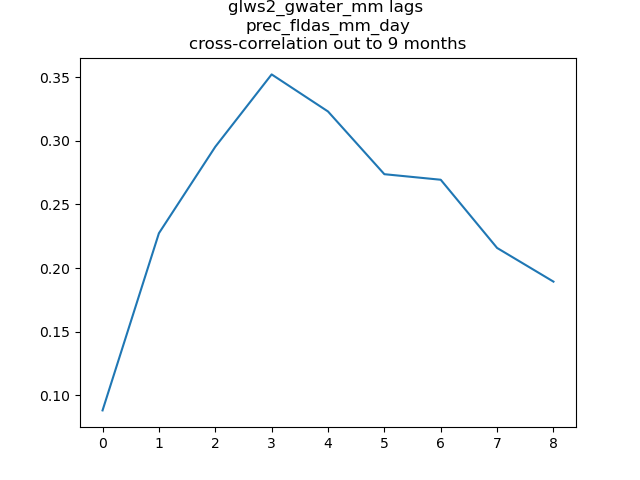 glws2_gwater_mm lags
prec_fldas_mm_day
cross-correlation out to 9 months
0.35
0.30
0.25
0.20
0.15
0.10
0 1 2 3 4 5 6 7 8